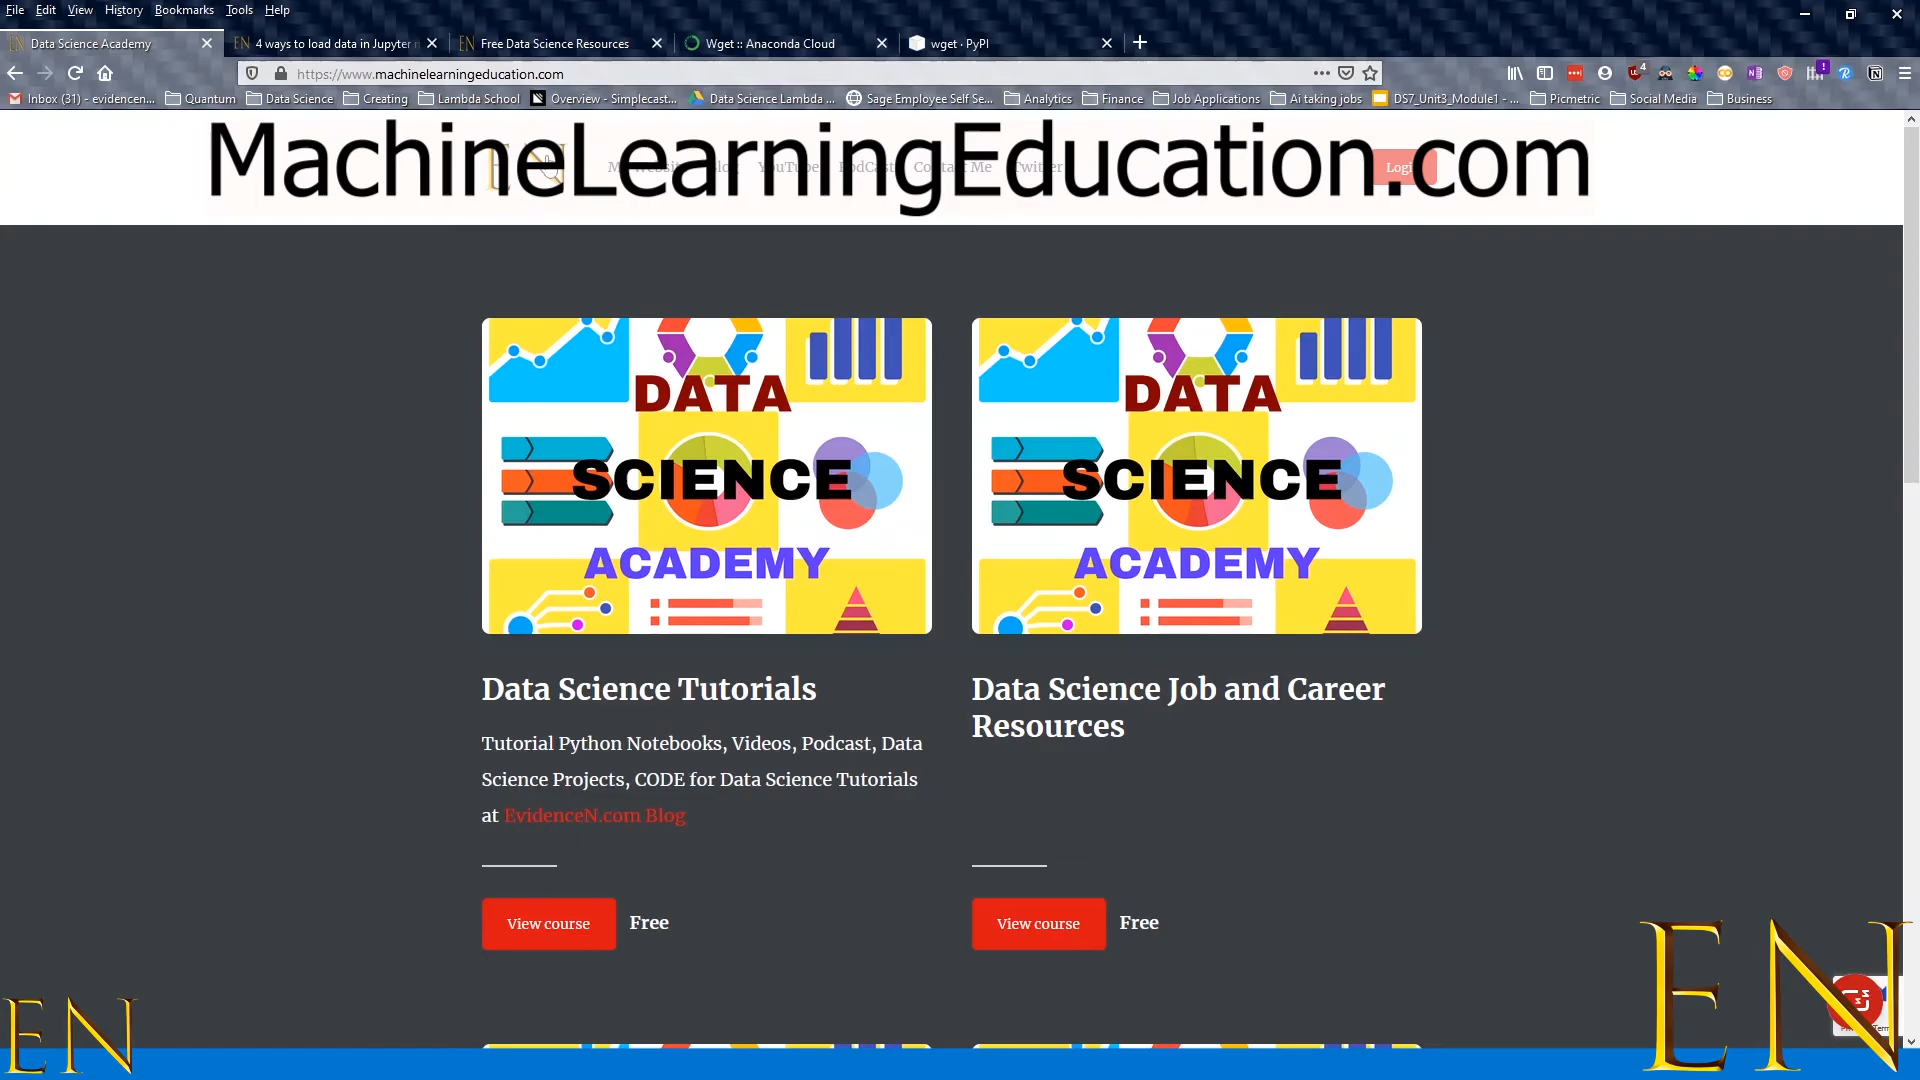 File Edit View History Bookmarks Tools Help
Data Science Academy
4 ways to load data in Jupyter
Free Data Science Resources
Wget :: Anaconda Cloud
wget · PyPI
https://www.machinelearningeducation.com
Inbox (31) - evidencen... Quantum Data Science Creating Lambda School Overview - Simplecast... Data Science Lambda ... Sage Employee Self Se... Analytics Finance Job Applications Ai taking jobs DS7_Unit3_Module1 - ... Picmetric Social Media Business
MachineLearningEducation.com
YouTube PodCast Contact Me Twitter
DATA
SCIENCE
ACADEMY
DATA
SCIENCE
ACADEMY
Data Science Tutorials
Tutorial Python Notebooks, Videos, Podcast, Data
Science Projects, CODE for Data Science Tutorials
at EvidenceN.com Blog
View course Free
Data Science Job and Career
Resources
View course Free
EN
EN